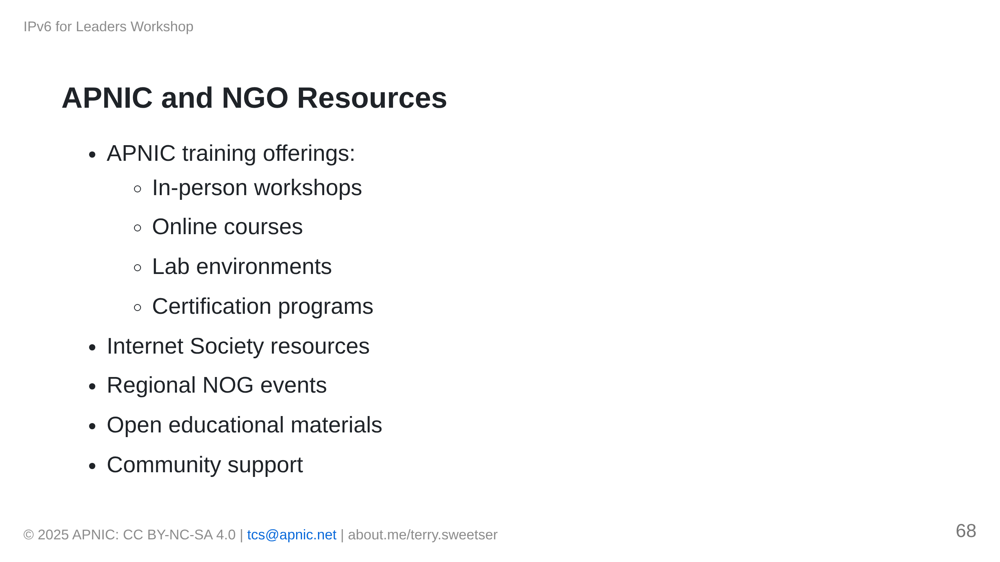 IPv6 for Leaders Workshop
APNIC and NGO Resources
• APNIC training offerings:
◦ In-person workshops
◦ Online courses
◦ Lab environments
◦ Certification programs
• Internet Society resources
• Regional NOG events
• Open educational materials
• Community support
© 2025 APNIC: CC BY-NC-SA 4.0 | tcs@apnic.net | about.me/terry.sweetser
68